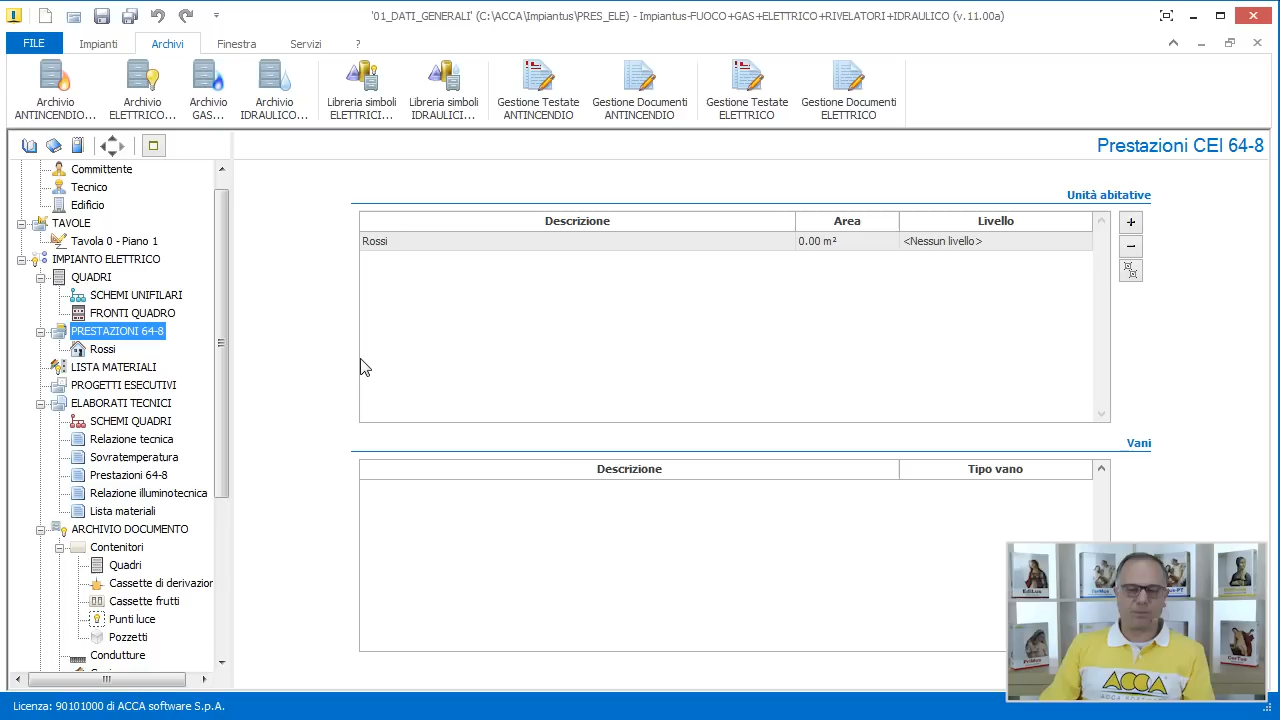 '01_DATI_GENERALI' (C:\ACCA\Impiantus\PRES_ELE) - Impiantus-FUOCO+GAS+ELETTRICO+RIVELATORI+IDRAULICO (v.11.00a)
FILE
Impianti
Archivi
Finestra
Servizi
?
Archivio
ANTINCENDIO...
Archivio
ELETTRICO...
Archivio
GAS...
Archivio
IDRAULICO...
Libreria simboli
ELETTRICI...
Libreria simboli
IDRAULICI...
Gestione Testate
ANTINCENDIO
Gestione Documenti
ANTINCENDIO
Gestione Testate
ELETTRICO
Gestione Documenti
ELETTRICO
Prestazioni CEI 64-8
Committente
Tecnico
Edificio
TAVOLE
Tavola 0 - Piano 1
IMPIANTO ELETTRICO
QUADRI
SCHEMI UNIFILARI
FRONTI QUADRO
PRESTAZIONI 64-8
Rossi
LISTA MATERIALI
PROGETTI ESECUTIVI
ELABORATI TECNICI
SCHEMI QUADRI
Relazione tecnica
Sovratemperatura
Prestazioni 64-8
Relazione illuminotecnica
Lista materiali
ARCHIVIO DOCUMENTO
Contenitori
Quadri
Cassette di derivazior
Cassette frutti
Punti luce
Pozzetti
Condutture
Unità abitative
Descrizione Area Livello
Rossi 0.00 m² <Nessun livello>
Vani
Descrizione Tipo vano
EdiLus
TerMus
CerTus
ACCA
Licenza: 90101000 di ACCA software S.p.A.